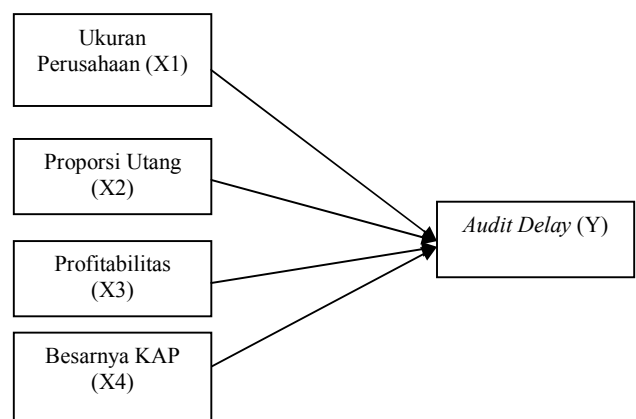 Ukuran
Perusahaan (X1)
Proporsi Utang
(X2)
Audit Delay (Y)
Profitabilitas
(X3)
Besarnya KAP
(X4)